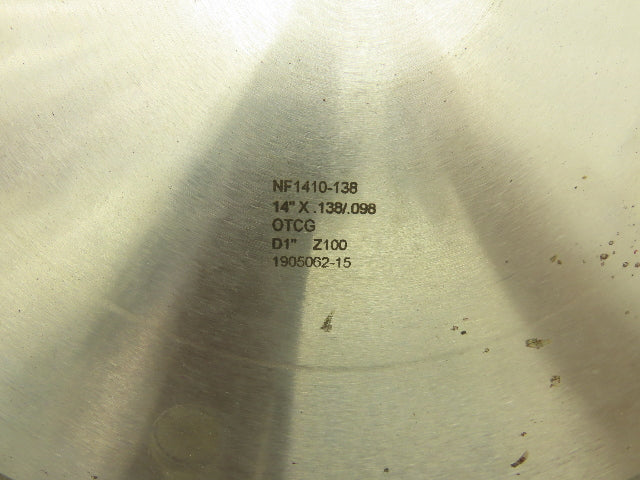 NF1410-138
14" X .138/.098
OTCG
D1" Z100
1905062-15